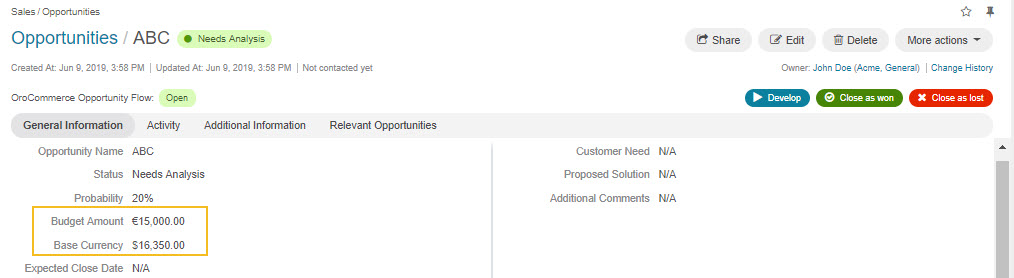 Sales / Opportunities
Opportunities / ABC Needs Analysis
Share Edit Delete More actions
Created At: Jun 9, 2019, 3:58 PM | Updated At: Jun 9, 2019, 3:58 PM | Not contacted yet
Owner: John Doe (Acme, General) | Change History
OroCommerce Opportunity Flow: Open
Develop Close as won Close as lost
General Information Activity Additional Information Relevant Opportunities
Opportunity Name ABC
Status Needs Analysis
Probability 20%
Budget Amount €15,000.00
Base Currency $16,350.00
Expected Close Date N/A
Customer Need N/A
Proposed Solution N/A
Additional Comments N/A